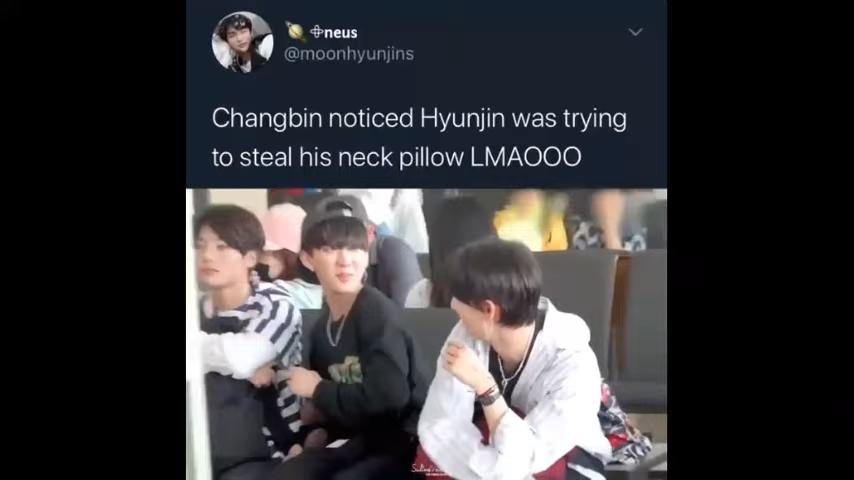 neus
@moonhyunjins
Changbin noticed Hyunjin was trying
to steal his neck pillow LMAOOO